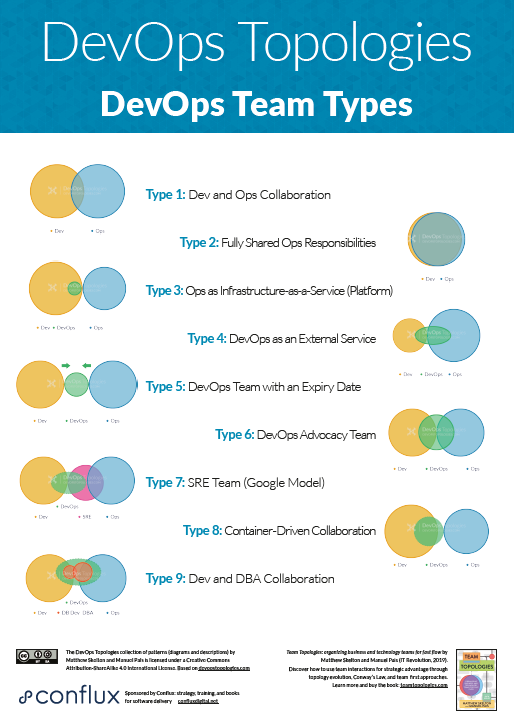 DevOps Topologies
DevOps Team Types
Type 1: Dev and Ops Collaboration
Dev Ops
Type 2: Fully Shared Ops Responsibilities
Dev Ops
Type 3: Ops as Infrastructure-as-a-Service (Platform)
Dev DevOps Ops
Type 4: DevOps as an External Service
Dev DevOps Ops
Type 5: DevOps Team with an Expiry Date
Dev DevOps Ops
Type 6: DevOps Advocacy Team
Dev DevOps Ops
Type 7: SRE Team (Google Model)
DevOps
Dev SRE Ops
Type 8: Container-Driven Collaboration
Dev DevOps Ops
Type 9: Dev and DBA Collaboration
DevOps
Dev DB Dev DBA Ops
The DevOps Topologies collection of patterns (diagrams and descriptions) by
Matthew Skelton and Manuel Pais is licensed under a Creative Commons
Attribution-ShareAlike 4.0 International License. Based on devopstopologies.com
cc BY SA
conflux
Sponsored by Conflux: strategy, training, and books
for software delivery confluxdigital.net
Team Topologies: organizing business and technology teams for fast flow by
Matthew Skelton and Manuel Pais (IT Revolution, 2019).
Discover how to use team interactions for strategic advantage through
topology evolution, Conway's Law, and team first approaches.
Learn more and buy the book: teamtopologies.com
TEAM
TOPOLOGIES
MATTHEW SKELTON